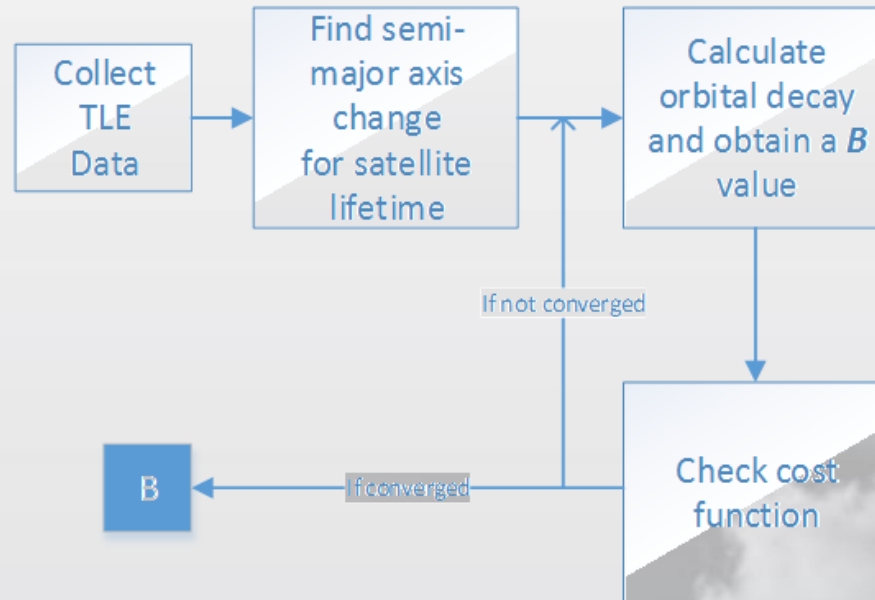 Collect
TLE
Data
Find semi-
major axis
change
for satellite
lifetime
Calculate
orbital decay
and obtain a B
value
If not converged
Check cost
function
If converged
B